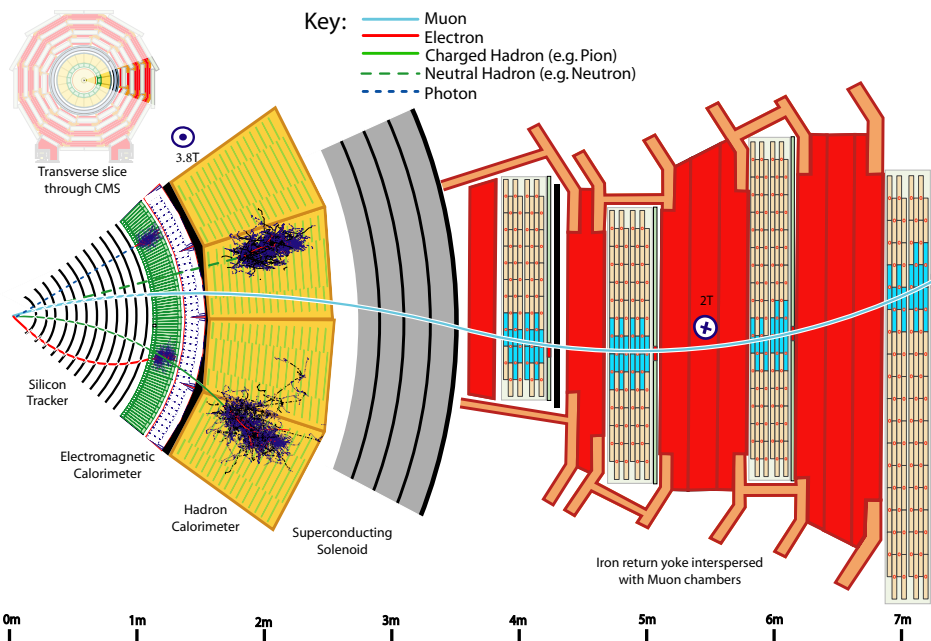 Key:
Muon
Electron
Charged Hadron (e.g. Pion)
Neutral Hadron (e.g. Neutron)
Photon
Transverse slice
through CMS
3.8T
2T
Silicon
Tracker
Electromagnetic
Calorimeter
Hadron
Calorimeter
Superconducting
Solenoid
Iron return yoke interspersed
with Muon chambers
0m 1m 2m 3m 4m 5m 6m 7m